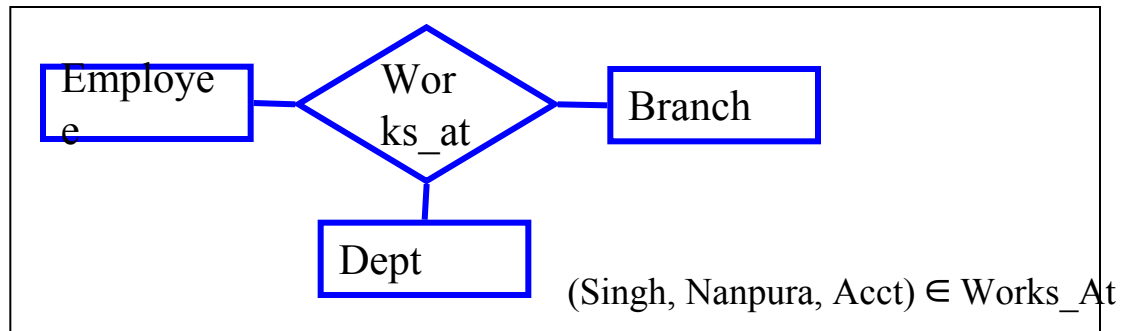 Employe
e
Wor
ks_at
Branch
Dept
(Singh, Nanpura, Acct) ∈ Works_At